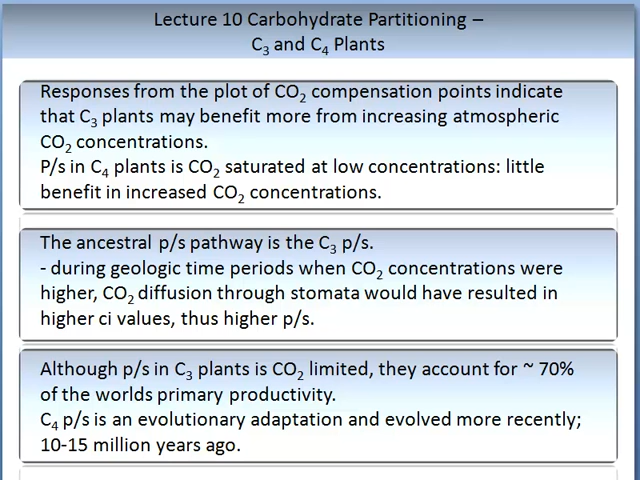 Lecture 10 Carbohydrate Partitioning –
C₃ and C₄ Plants
Responses from the plot of CO₂ compensation points indicate
that C₃ plants may benefit more from increasing atmospheric
CO₂ concentrations.
P/s in C₄ plants is CO₂ saturated at low concentrations: little
benefit in increased CO₂ concentrations.
The ancestral p/s pathway is the C₃ p/s.
- during geologic time periods when CO₂ concentrations were
higher, CO₂ diffusion through stomata would have resulted in
higher ci values, thus higher p/s.
Although p/s in C₃ plants is CO₂ limited, they account for ~ 70%
of the worlds primary productivity.
C₄ p/s is an evolutionary adaptation and evolved more recently;
10-15 million years ago.